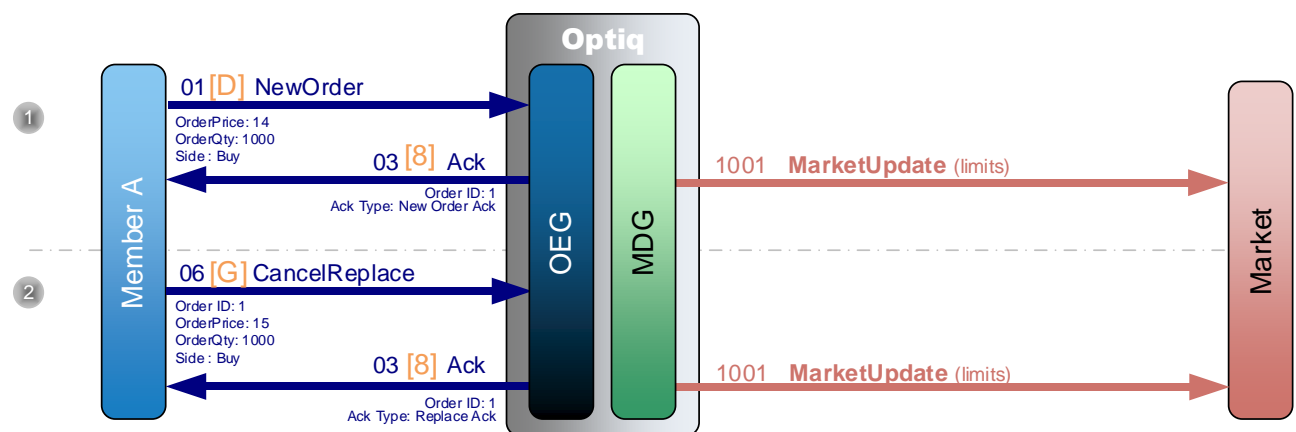 Optiq
01 [D] NewOrder
1
OrderPrice: 14
OrderQty: 1000
Side : Buy
03 [8] Ack
1001 MarketUpdate (limits)
Order ID: 1
Ack Type: New Order Ack
Member A
OEG
MDG
Market
06 [G] CancelReplace
2
Order ID: 1
OrderPrice: 15
OrderQty: 1000
Side : Buy
03 [8] Ack
1001 MarketUpdate (limits)
Order ID: 1
Ack Type: Replace Ack